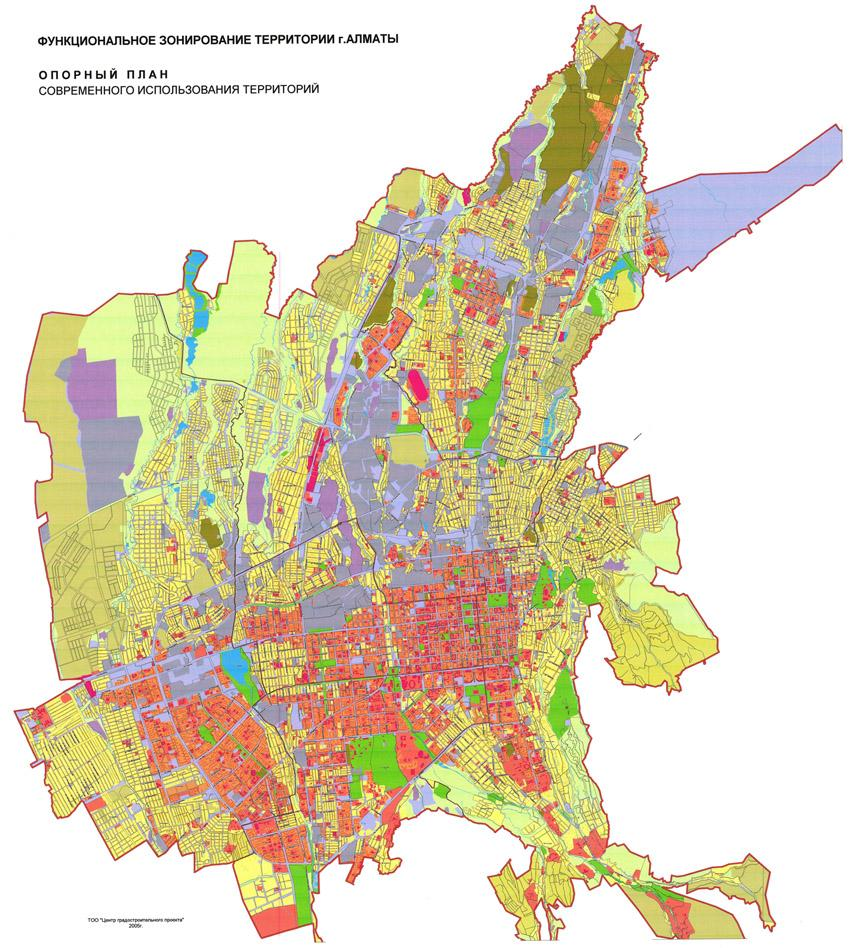 ФУНКЦИОНАЛЬНОЕ ЗОНИРОВАНИЕ ТЕРРИТОРИИ г.АЛМАТЫ
ОПОРНЫЙ ПЛАН
СОВРЕМЕННОГО ИСПОЛЬЗОВАНИЯ ТЕРРИТОРИЙ
ТОО "Центр градостроительного проекта"
2005г.